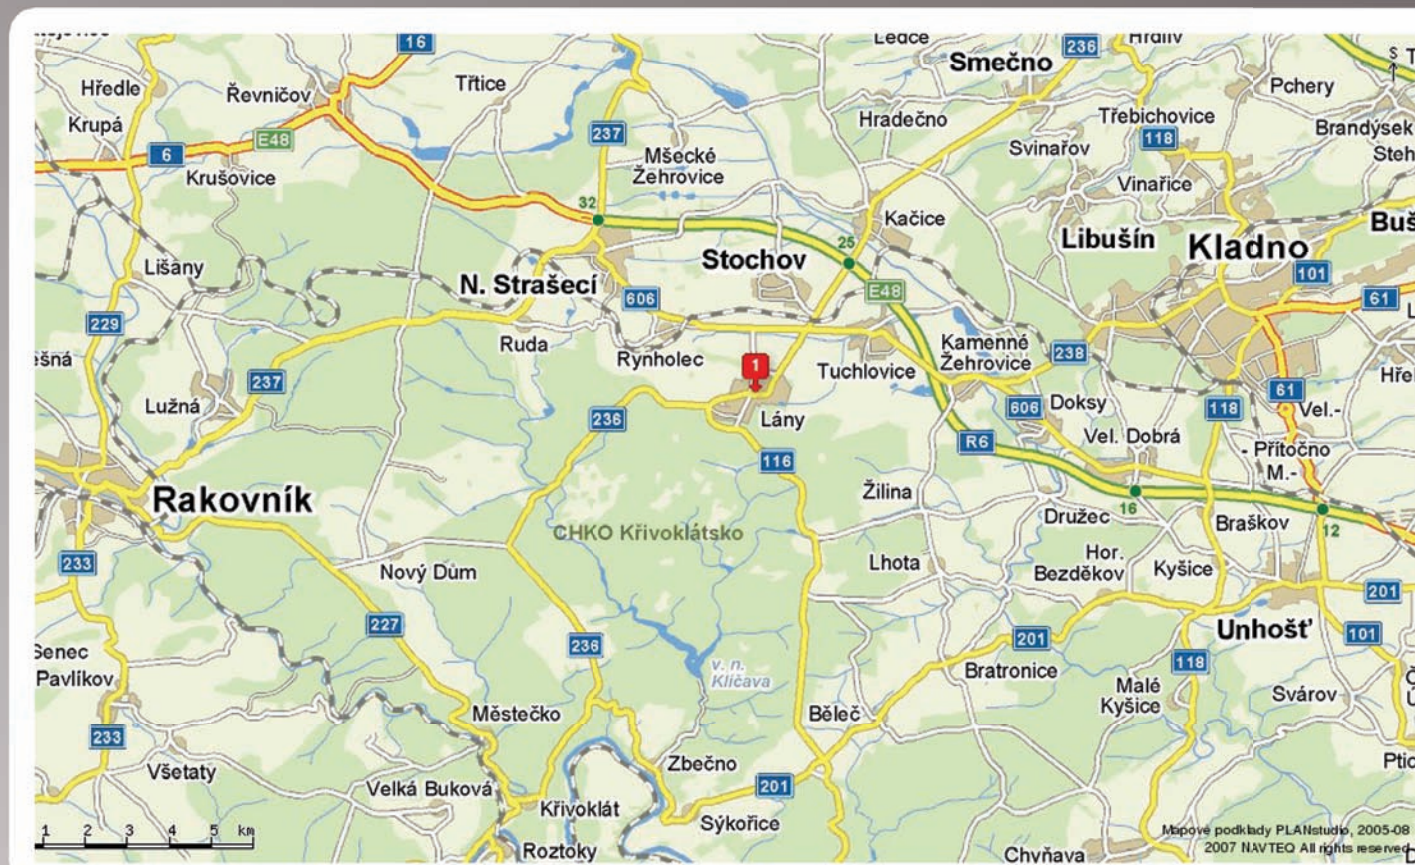 16
Ledce
236
Smečno
S
Hředle
Řevničov
Třtice
Pchery
Krupá
Hradečno
Třebichovice
Brandýsek
E48
237
118
6
Mšecké
Žehrovice
Svinařov
Krušovice
Vinařice
32
Kačice
Stochov
25
Libušín
Kladno
Lišany
N. Strašecí
101
606
E48
61
229
Ruda
Rynholec
Kamenné
Žehrovice
238
1
Tuchlovice
237
61
Lužná
236
Lány
606
Doksy
118
Vel.-
116
R6
Vel. Dobrá
- Přítočno
M.-
Rakovník
Žilina
Družec
16
Braškov
12
CHKO Křivoklátsko
233
Nový Dům
Lhota
Hor.
Bezděkov
Kyšice
201
227
Unhošť
236
201
101
Senec
Pavlíkov
v. n.
Klíčava
Bratronice
118
Malé
Kyšice
Svárov
Městečko
Běleč
233
Všetaty
Zbečno
Velká Buková
201
Křivoklát
Sýkořice
1 2 3 4 5 km
Roztoky
Chyňava
Mapové podklady PLANstudio, 2005-08
2007 NAVTEQ All rights reserved